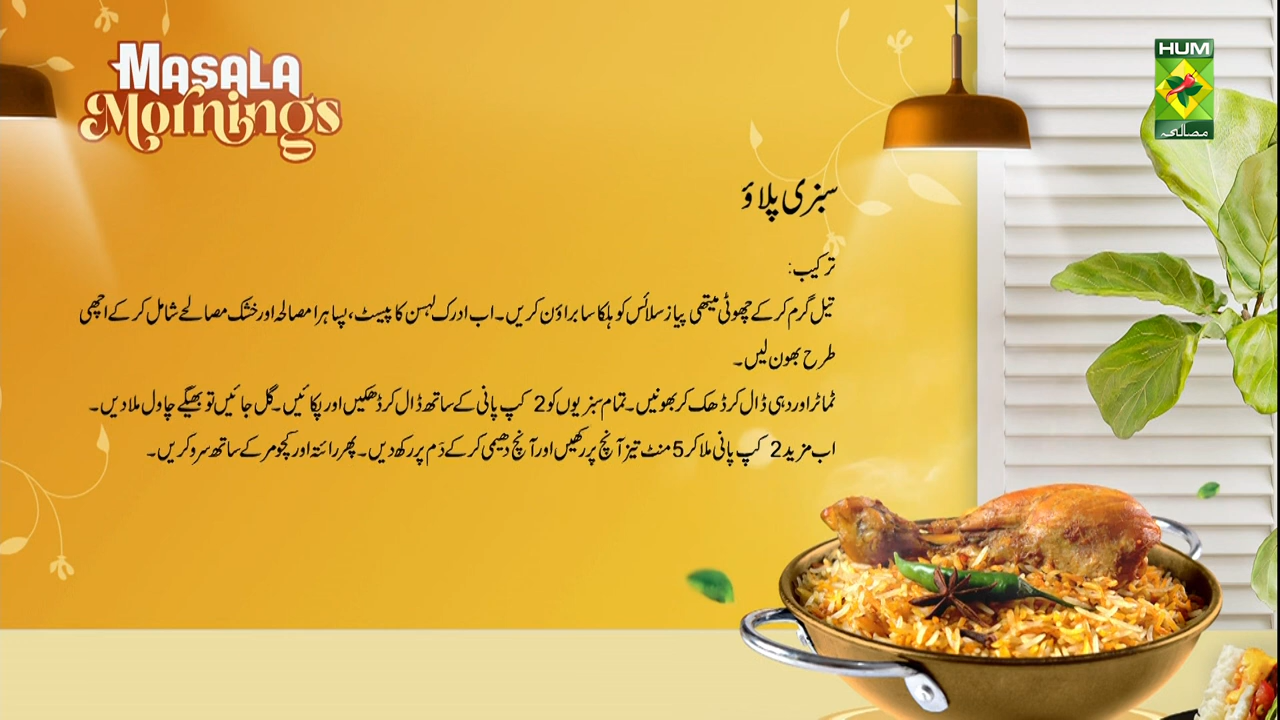 MASALA
Mornings
HUM
مصالحہ
سبزی پلاؤ
ترکیب:
تیل گرم کر کے چھوٹی میتھی پیاز سلائس کو ہلکا سا براؤن کریں۔ اب ادرک لہسن کا پیسٹ، پسا ہرا مصالحہ اور خشک مصالحے شامل کر کے اچھی
طرح بھون لیں۔
ٹماٹر اور دہی ڈال کر ڈھک کر بھونیں۔ تمام سبزیوں کو 2 کپ پانی کے ساتھ ڈال کر ڈھکیں اور پکائیں۔ گل جائیں تو بھیگے چاول ملا دیں۔
اب مزید 2 کپ پانی ملا کر 5 منٹ تیز آنچ پر رکھیں اور آنچ دھیمی کر کے دَم پر رکھ دیں۔ پھر رائتہ اور کچومر کے ساتھ سرو کریں۔